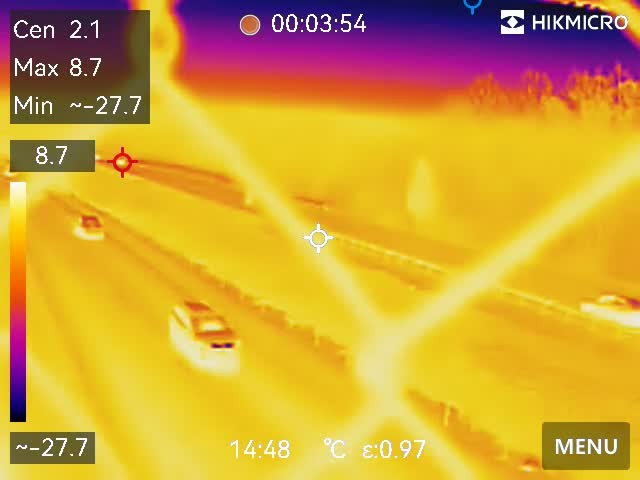 Cen 2.1
Max 8.7
Min ~-27.7
00:03:54
HIKMICRO
8.7
~-27.7
14:48 ℃ ε:0.97
MENU